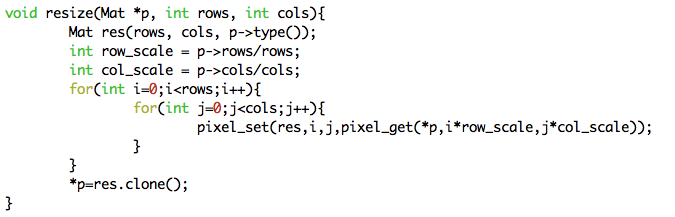 void resize(Mat *p, int rows, int cols){
        Mat res(rows, cols, p->type());
        int row_scale = p->rows/rows;
        int col_scale = p->cols/cols;
        for(int i=0;i<rows;i++){
                for(int j=0;j<cols;j++){
                        pixel_set(res,i,j,pixel_get(*p,i*row_scale,j*col_scale));
                }
        }
        *p=res.clone();
}